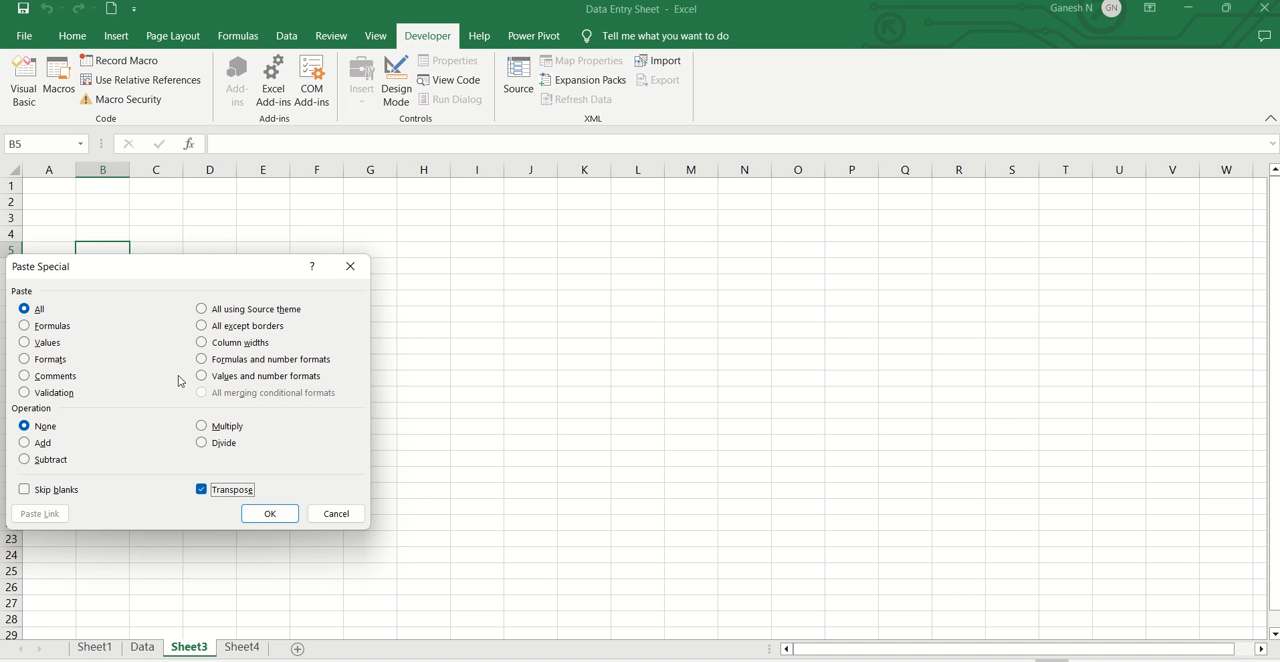 Data Entry Sheet - Excel
Ganesh N GN
File Home Insert Page Layout Formulas Data Review View Developer Help Power Pivot Tell me what you want to do
Visual Basic
Macros
Record Macro
Use Relative References
Macro Security
Code
Add-ins
Excel Add-ins
COM Add-ins
Add-ins
Insert
Design Mode
Properties
View Code
Run Dialog
Controls
Source
Map Properties
Expansion Packs
Refresh Data
Import
Export
XML
B5 fx
A B C D E F G H I J K L M N O P Q R S T U V W
1
2
3
4
5
Paste Special ?
Paste
All All using Source theme
Formulas All except borders
Values Column widths
Formats Formulas and number formats
Comments Values and number formats
Validation All merging conditional formats
Operation
None Multiply
Add Divide
Subtract
Skip blanks Transpose
Paste Link OK Cancel
23
24
25
26
27
28
29
Sheet1 Data Sheet3 Sheet4